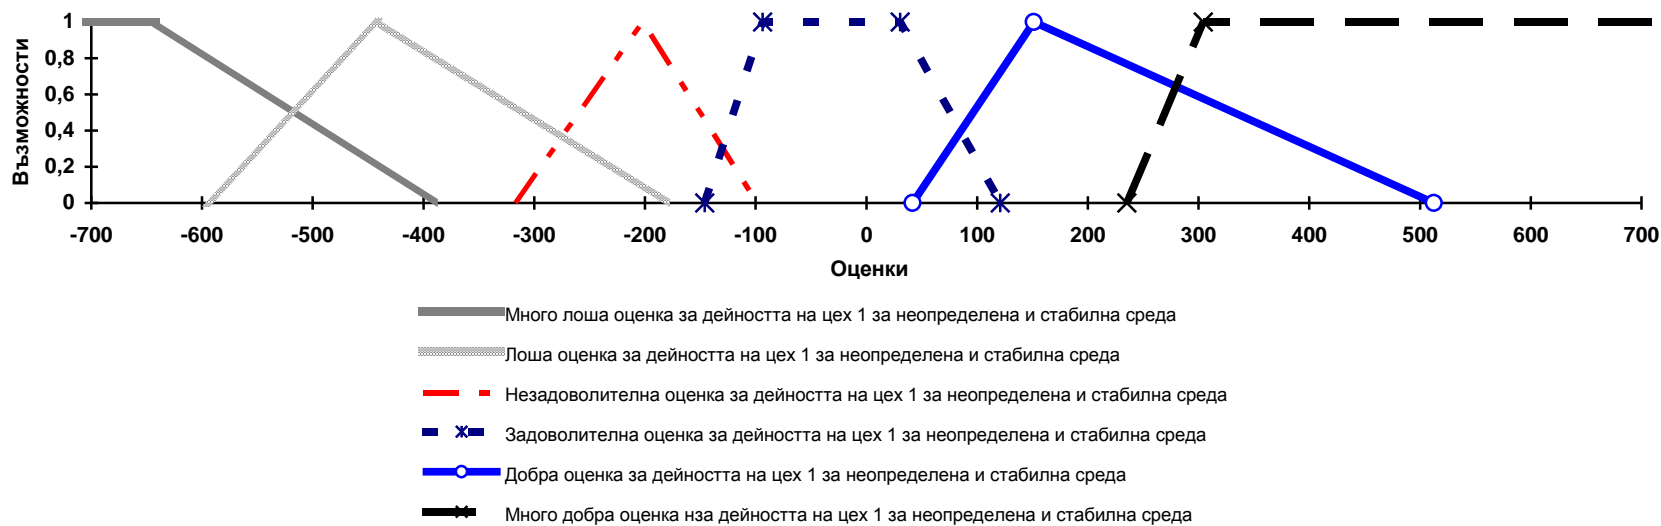 Възможности
1
0,8
0,6
0,4
0,2
0
-700 -600 -500 -400 -300 -200 -100 0 100 200 300 400 500 600 700
Оценки
Много лоша оценка за дейността на цех 1 за неопределена и стабилна среда
Лоша оценка за дейността на цех 1 за неопределена и стабилна среда
Незадоволителна оценка за дейността на цех 1 за неопределена и стабилна среда
Задоволителна оценка за дейността на цех 1 за неопределена и стабилна среда
Добра оценка за дейността на цех 1 за неопределена и стабилна среда
Много добра оценка нза дейността на цех 1 за неопределена и стабилна среда